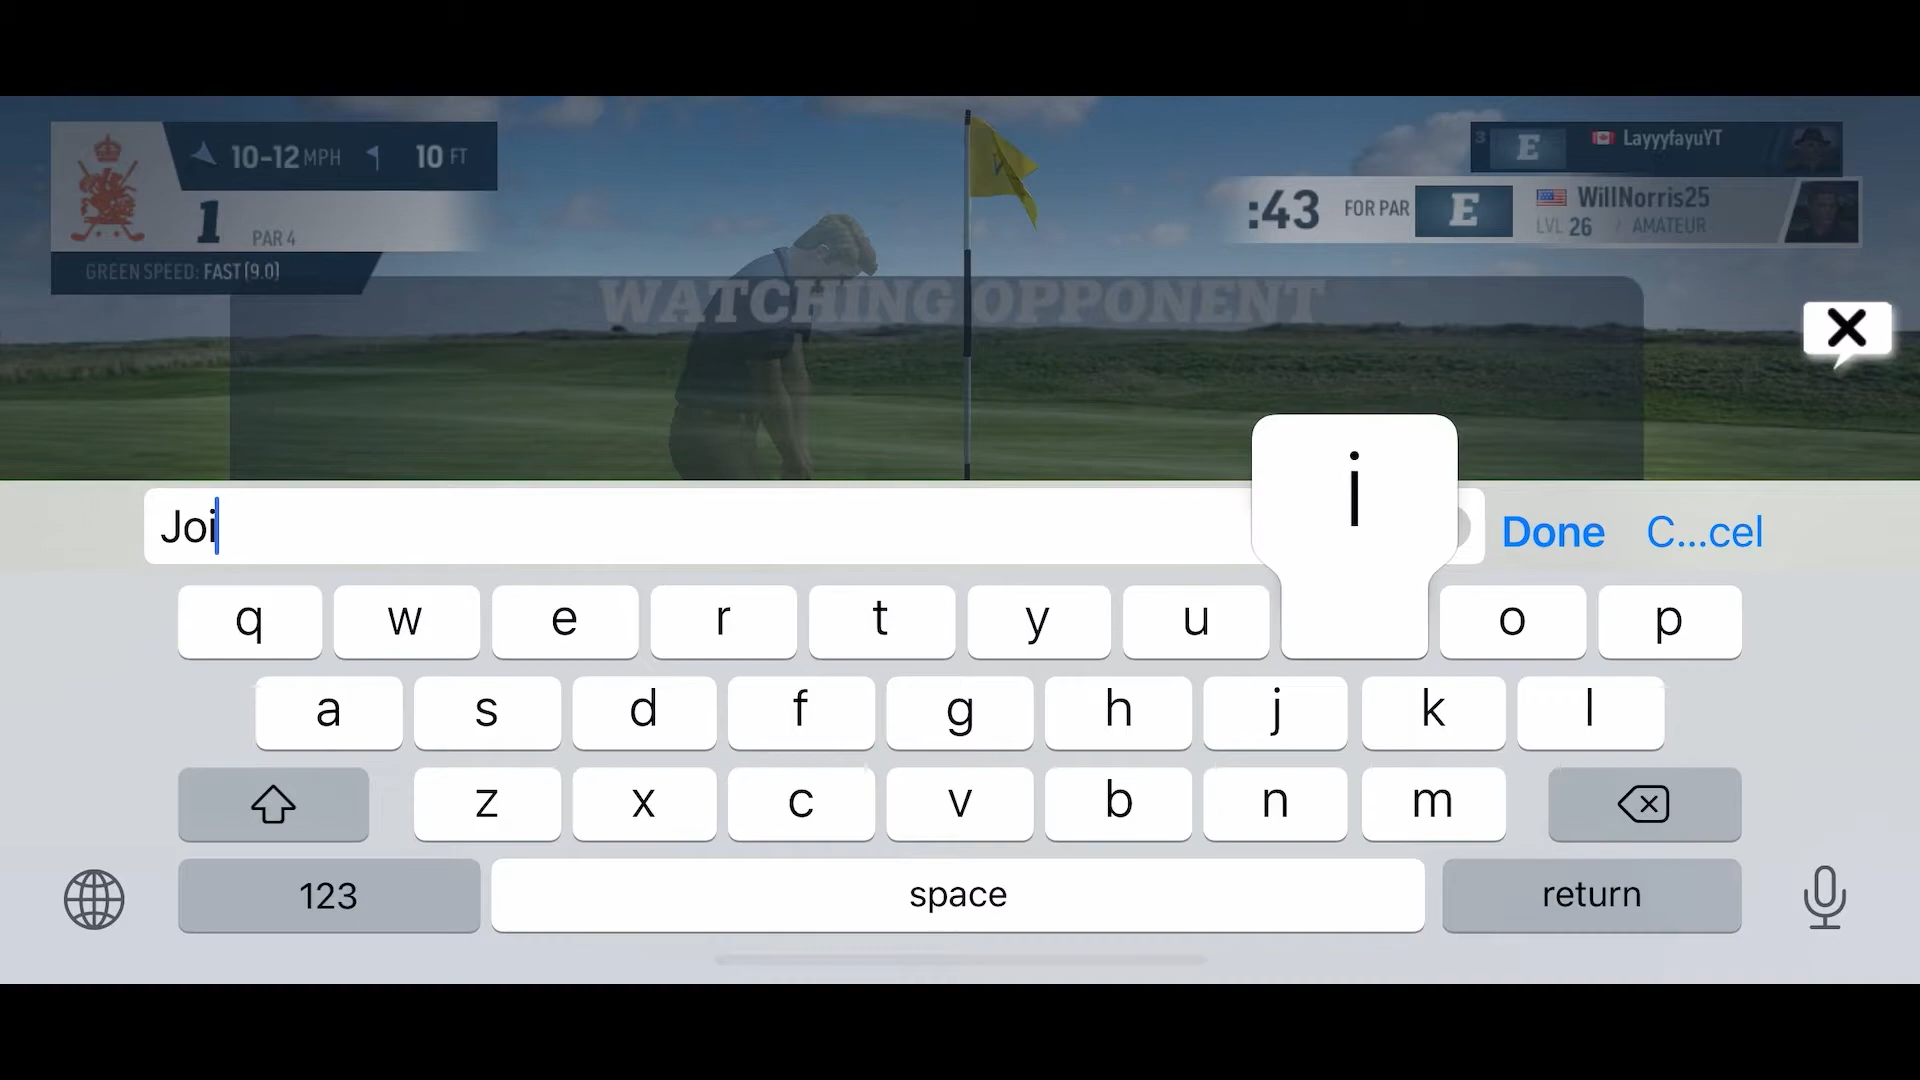 10-12 MPH 10 FT
1 PAR 4
GREEN SPEED: FAST (9.0)
3 E LayyyfayuYT
:43 FOR PAR E WillNorris25
LVL 26 / AMATEUR
WATCHING OPPONENT
i
Joi Done C...cel
q w e r t y u o p
a s d f g h j k l
z x c v b n m
123 space return